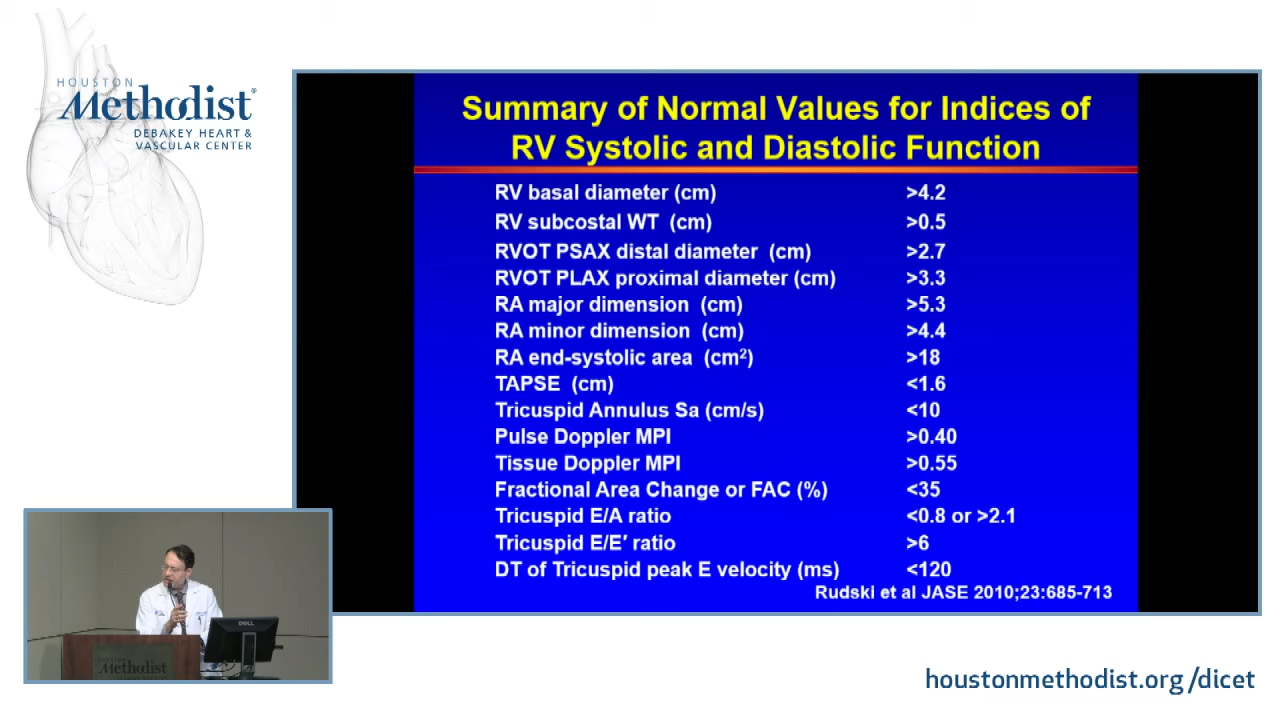 HOUSTON
Methodist®
DEBAKEY HEART &
VASCULAR CENTER
Summary of Normal Values for Indices of
RV Systolic and Diastolic Function
RV basal diameter (cm) >4.2
RV subcostal WT (cm) >0.5
RVOT PSAX distal diameter (cm) >2.7
RVOT PLAX proximal diameter (cm) >3.3
RA major dimension (cm) >5.3
RA minor dimension (cm) >4.4
RA end-systolic area (cm²) >18
TAPSE (cm) <1.6
Tricuspid Annulus Sa (cm/s) <10
Pulse Doppler MPI >0.40
Tissue Doppler MPI >0.55
Fractional Area Change or FAC (%) <35
Tricuspid E/A ratio <0.8 or >2.1
Tricuspid E/E′ ratio >6
DT of Tricuspid peak E velocity (ms) <120
Rudski et al JASE 2010;23:685-713
DELL
Methodist
houstonmethodist.org/dicet